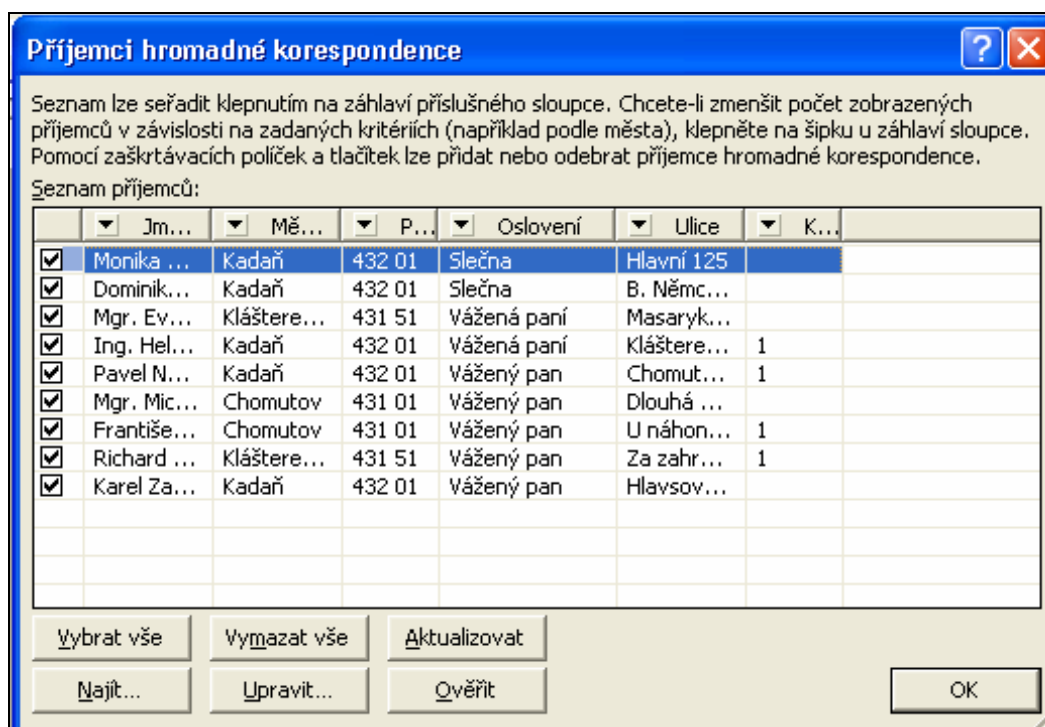 Příjemci hromadné korespondence
Seznam lze seřadit klepnutím na záhlaví příslušného sloupce. Chcete-li zmenšit počet zobrazených
příjemců v závislosti na zadaných kritériích (například podle města), klepněte na šipku u záhlaví sloupce.
Pomocí zaškrtávacích políček a tlačítek lze přidat nebo odebrat příjemce hromadné korespondence.
Seznam příjemců:
Jm... Mě... P... Oslovení Ulice K...
Monika ... Kadaň 432 01 Slečna Hlavní 125
Dominik... Kadaň 432 01 Slečna B. Němc...
Mgr. Ev... Kláštere... 431 51 Vážená paní Masaryk...
Ing. Hel... Kadaň 432 01 Vážená paní Kláštere... 1
Pavel N... Kadaň 432 01 Vážený pan Chomut... 1
Mgr. Mic... Chomutov 431 01 Vážený pan Dlouhá ...
Františe... Chomutov 431 01 Vážený pan U náhon... 1
Richard ... Kláštere... 431 51 Vážený pan Za zahr... 1
Karel Za... Kadaň 432 01 Vážený pan Hlavsov...
Vybrat vše Vymazat vše Aktualizovat
Najít... Upravit... Ověřit OK